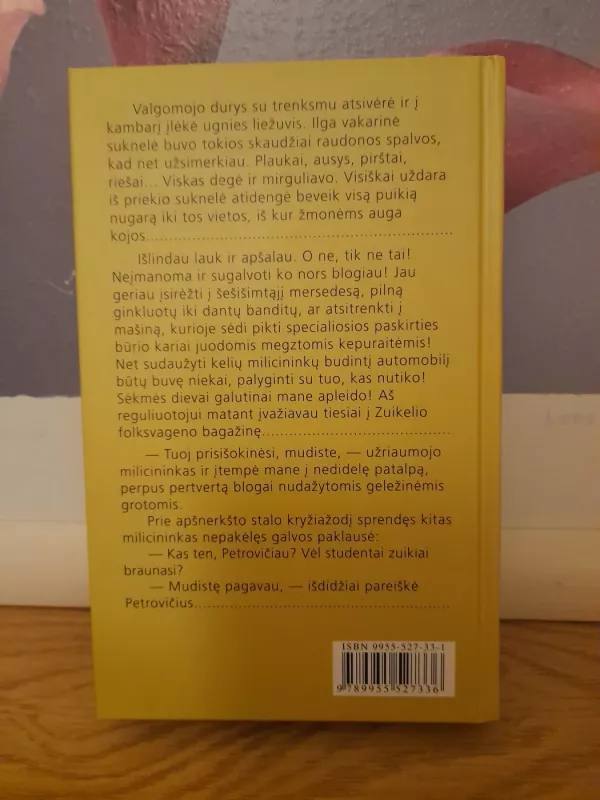 Valgomojo durys su trenksmu atsivėrė ir į
kambarį įlėkė ugnies liežuvis. Ilga vakarinė
suknelė buvo tokios skaudžiai raudonos spalvos,
kad net užsimerkiau. Plaukai, ausys, pirštai,
riešai... Viskas degė ir mirguliavo. Visiškai uždara
iš priekio suknelė atidengė beveik visą puikią
nugarą iki tos vietos, iš kur žmonėms auga
kojos................................................
Išlindau lauk ir apšalau. O ne, tik ne tai!
Neįmanoma ir sugalvoti ko nors blogiau! Jau
geriau įsirėžti į šešišimtąjį mersedesą, pilną
ginkluotų iki dantų banditų, ar atsitrenkti į
mašiną, kurioje sėdi pikti specialiosios paskirties
būrio kariai juodomis megztomis kepuraitėmis!
Net sudaužyti kelių milicininkų budintį automobilį
būtų buvę niekai, palyginti su tuo, kas nutiko!
Sėkmės dievai galutinai mane apleido! Aš
reguliuotojui matant įvažiavau tiesiai į Zuikelio
folksvageno bagažinę.............................
— Tuoj prisišokinėsi, mudiste, — užriaumojo
milicininkas ir įtempė mane į nedidelę patalpą,
perpus pertvertą blogai nudažytomis geležinėmis
grotomis.
Prie apšnerkšto stalo kryžiažodį sprendęs kitas
milicininkas nepakėlęs galvos paklausė:
— Kas ten, Petrovičiau? Vėl studentai zuikiai
braunasi?
— Mudistę pagavau, — išdidžiai pareiškė
Petrovičius.......................................
ISBN 9955-527-33-1
9 789955 527336